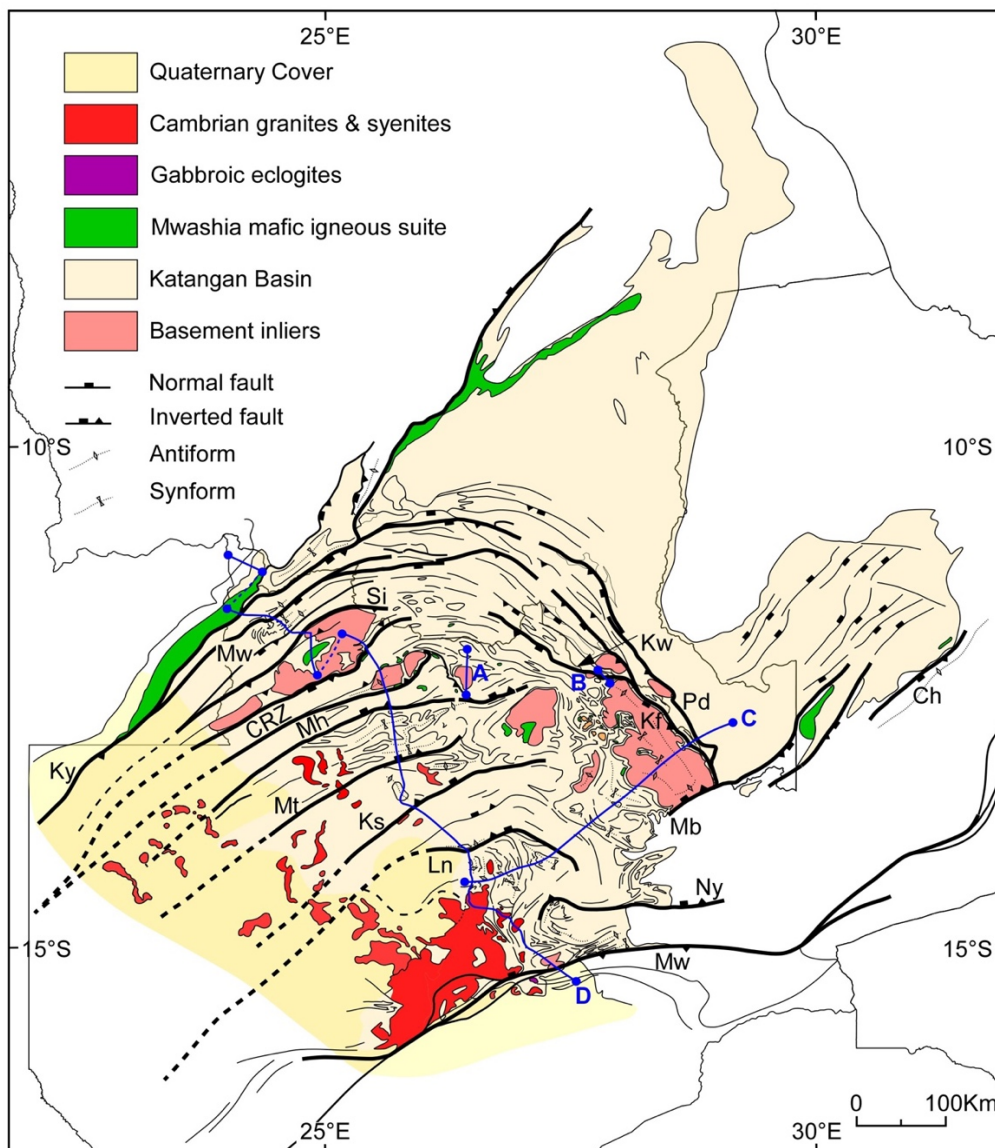 25°E
30°E
Quaternary Cover
Cambrian granites & syenites
Gabbroic eclogites
Mwashia mafic igneous suite
Katangan Basin
Basement inliers
Normal fault
Inverted fault
Antiform
Synform
10°S
10°S
Si
Mw
Kw
A
B
Kf
Pd
C
Ch
CRZ
Mh
Ky
Mt
Ks
Mb
Ln
Ny
15°S
15°S
Mw
D
0
100Km
25°E
30°E